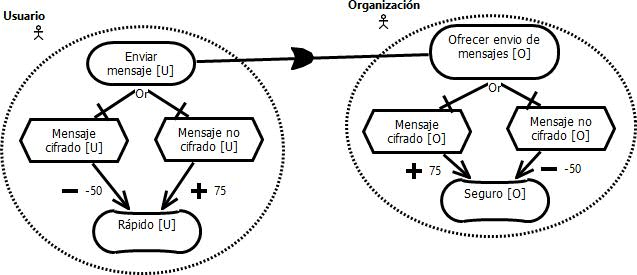 Usuario
Organización
Enviar
mensaje [U]
Ofrecer envio de
mensajes [O]
Or
Or
Mensaje
cifrado [U]
Mensaje no
cifrado [U]
Mensaje
cifrado [O]
Mensaje no
cifrado [O]
-50
75
75
-50
Rápido [U]
Seguro [O]